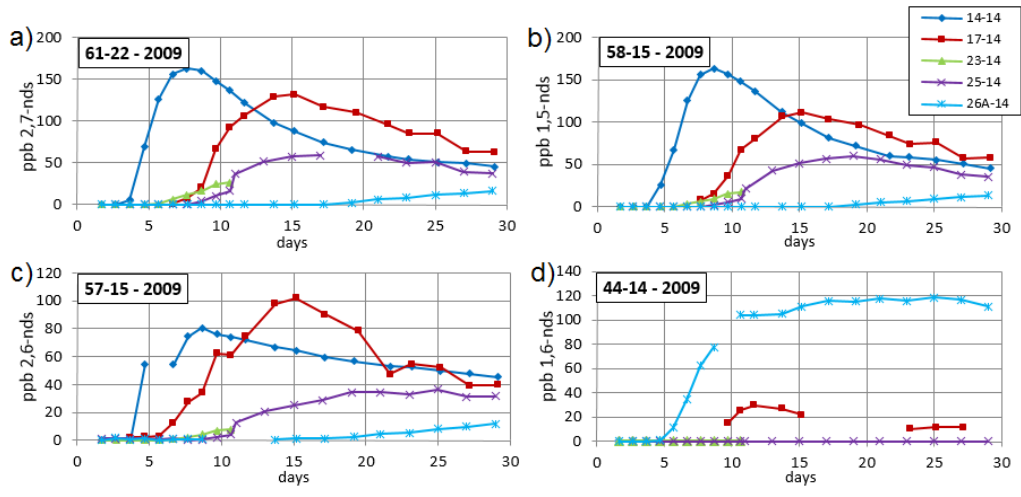 a)
61-22 - 2009
ppb 2,7-nds
200
150
100
50
0
0 5 10 15 20 25 30
days
b)
58-15 - 2009
ppb 1,5-nds
200
150
100
50
0
0 5 10 15 20 25 30
days
14-14
17-14
23-14
25-14
26A-14
c)
57-15 - 2009
ppb 2,6-nds
120
100
80
60
40
20
0
0 5 10 15 20 25 30
days
d)
44-14 - 2009
ppb 1,6-nds
140
120
100
80
60
40
20
0
0 5 10 15 20 25 30
days